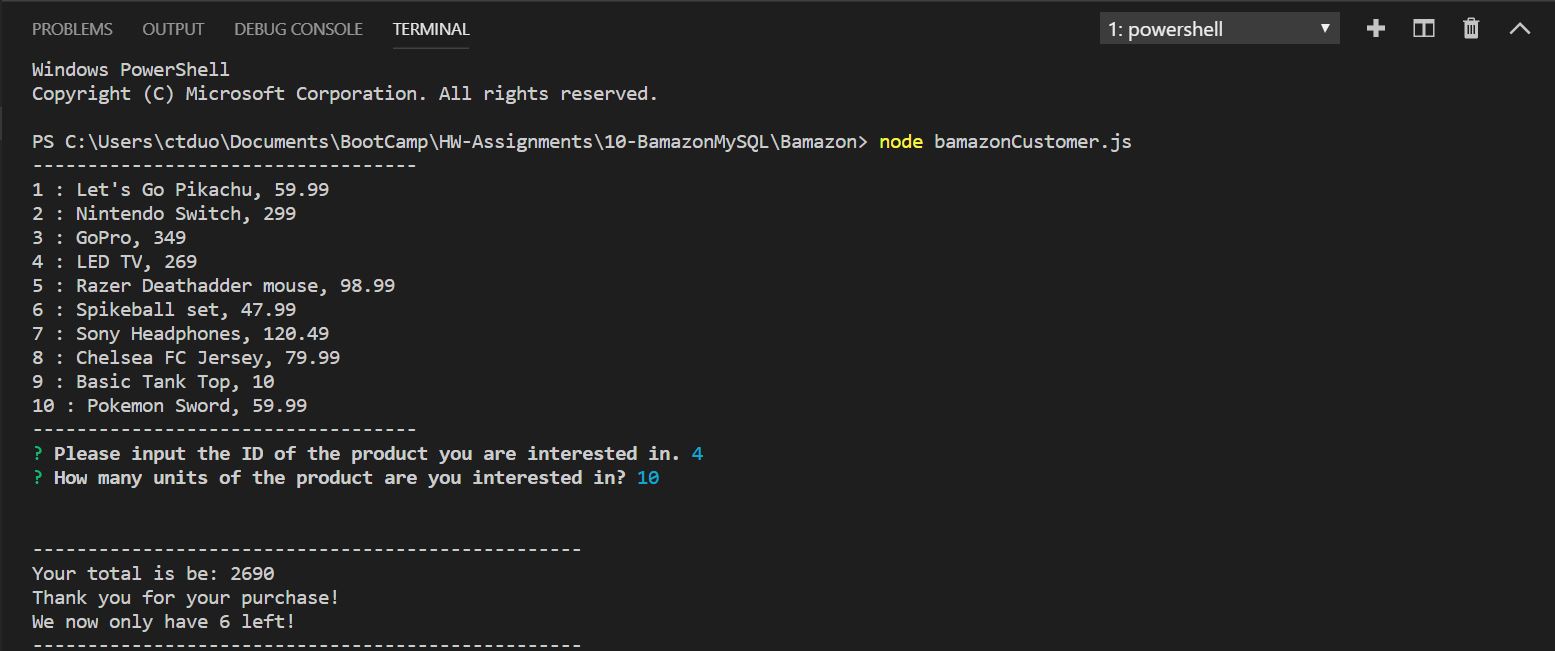 PROBLEMS OUTPUT DEBUG CONSOLE TERMINAL 1: powershell
Windows PowerShell
Copyright (C) Microsoft Corporation. All rights reserved.
PS C:\Users\ctduo\Documents\BootCamp\HW-Assignments\10-BamazonMySQL\Bamazon> node bamazonCustomer.js
-----------------------------------
1 : Let's Go Pikachu, 59.99
2 : Nintendo Switch, 299
3 : GoPro, 349
4 : LED TV, 269
5 : Razer Deathadder mouse, 98.99
6 : Spikeball set, 47.99
7 : Sony Headphones, 120.49
8 : Chelsea FC Jersey, 79.99
9 : Basic Tank Top, 10
10 : Pokemon Sword, 59.99
-----------------------------------
? Please input the ID of the product you are interested in. 4
? How many units of the product are you interested in? 10
--------------------------------------------------
Your total is be: 2690
Thank you for your purchase!
We now only have 6 left!
--------------------------------------------------